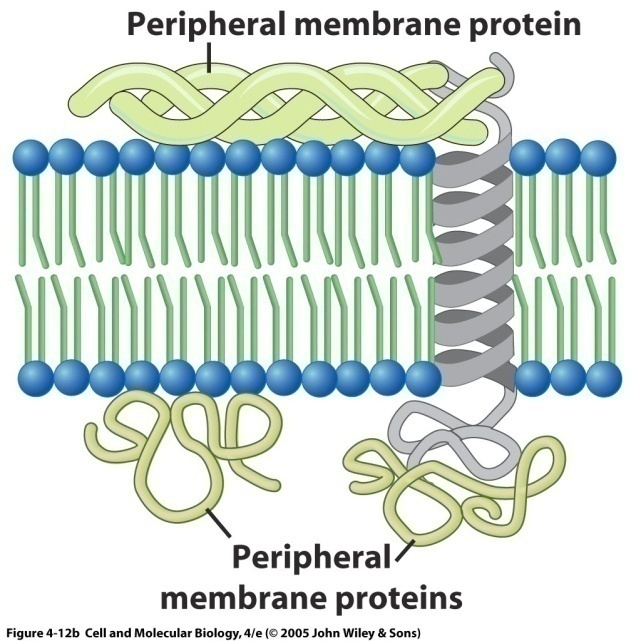 Peripheral membrane protein
Peripheral
membrane proteins
Figure 4-12b Cell and Molecular Biology, 4/e (© 2005 John Wiley & Sons)